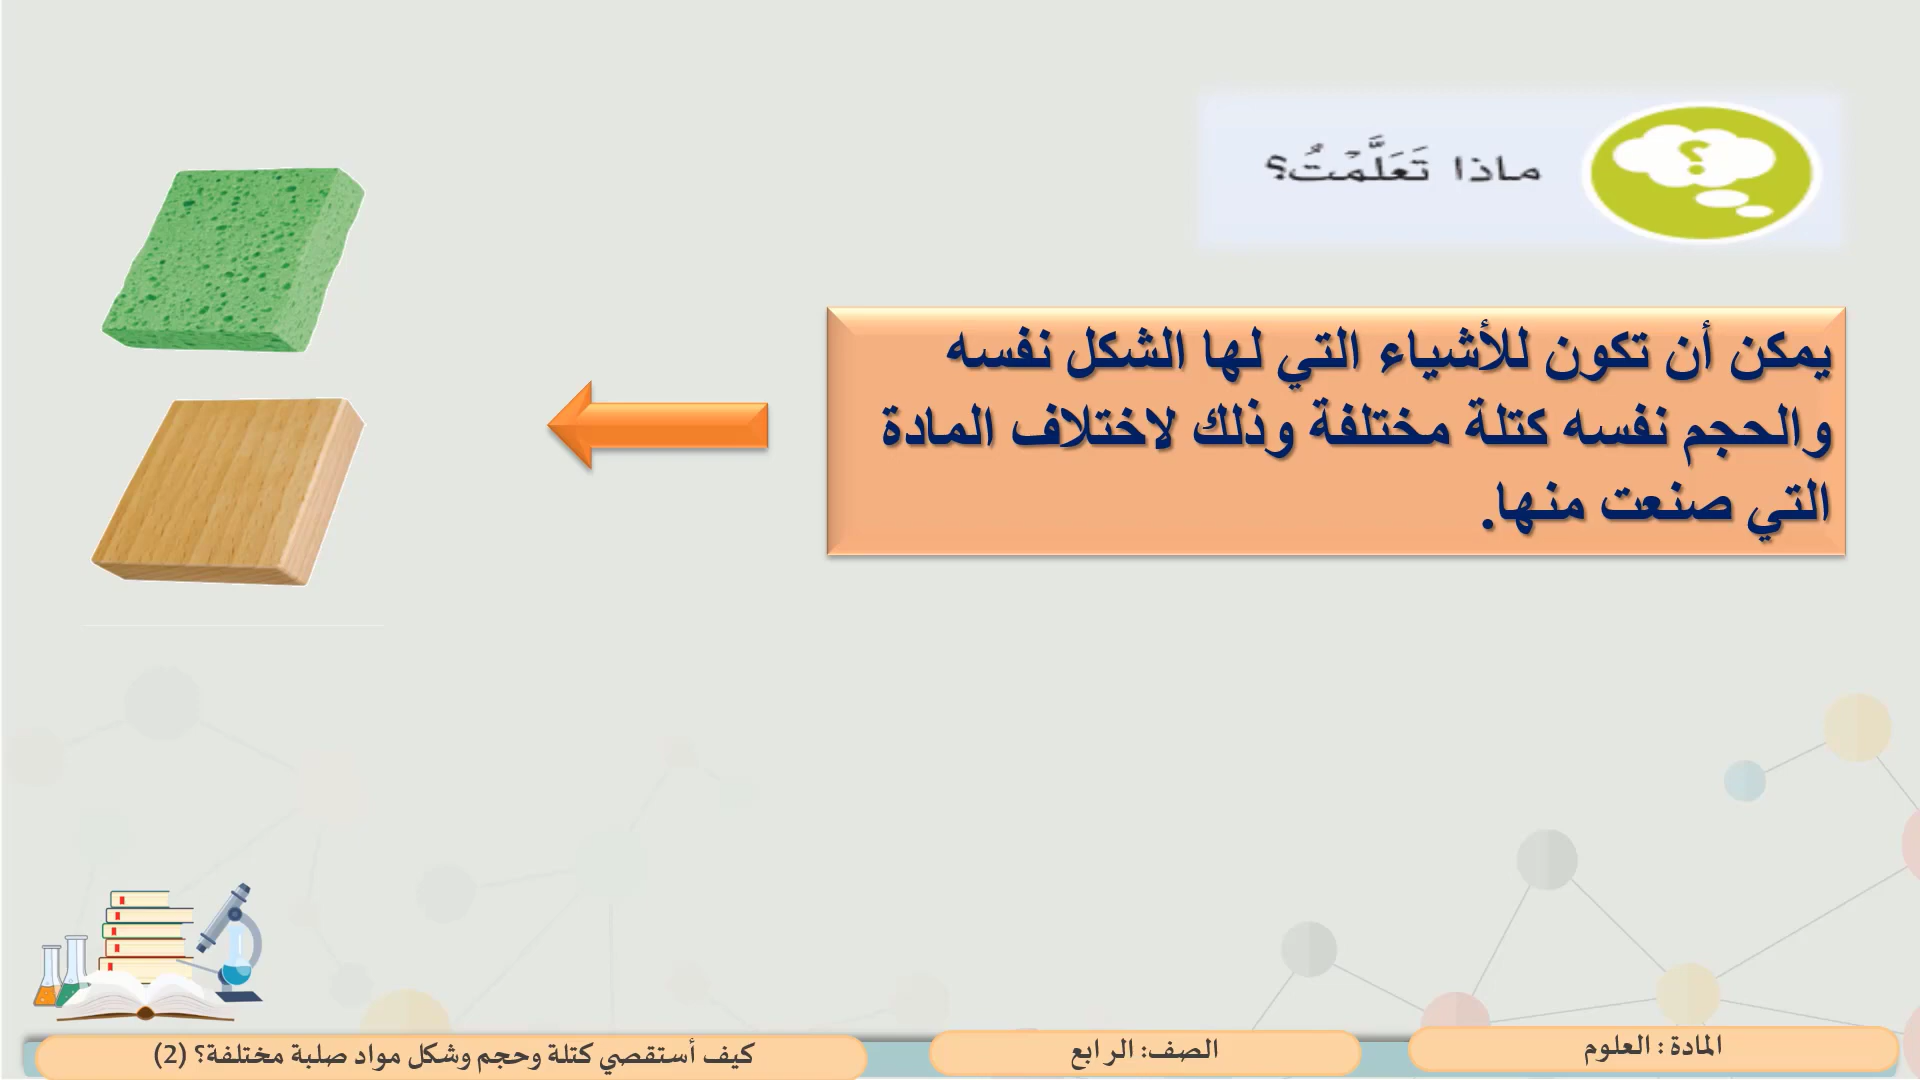 ماذا تَعَلَّمْتُ؟
يمكن أن تكون للأشياء التي لها الشكل نفسه
والحجم نفسه كتلة مختلفة وذلك لاختلاف المادة
التي صنعت منها.
المادة : العلوم
الصف: الرابع
كيف أستقصي كتلة وحجم وشكل مواد صلبة مختلفة؟ (2)